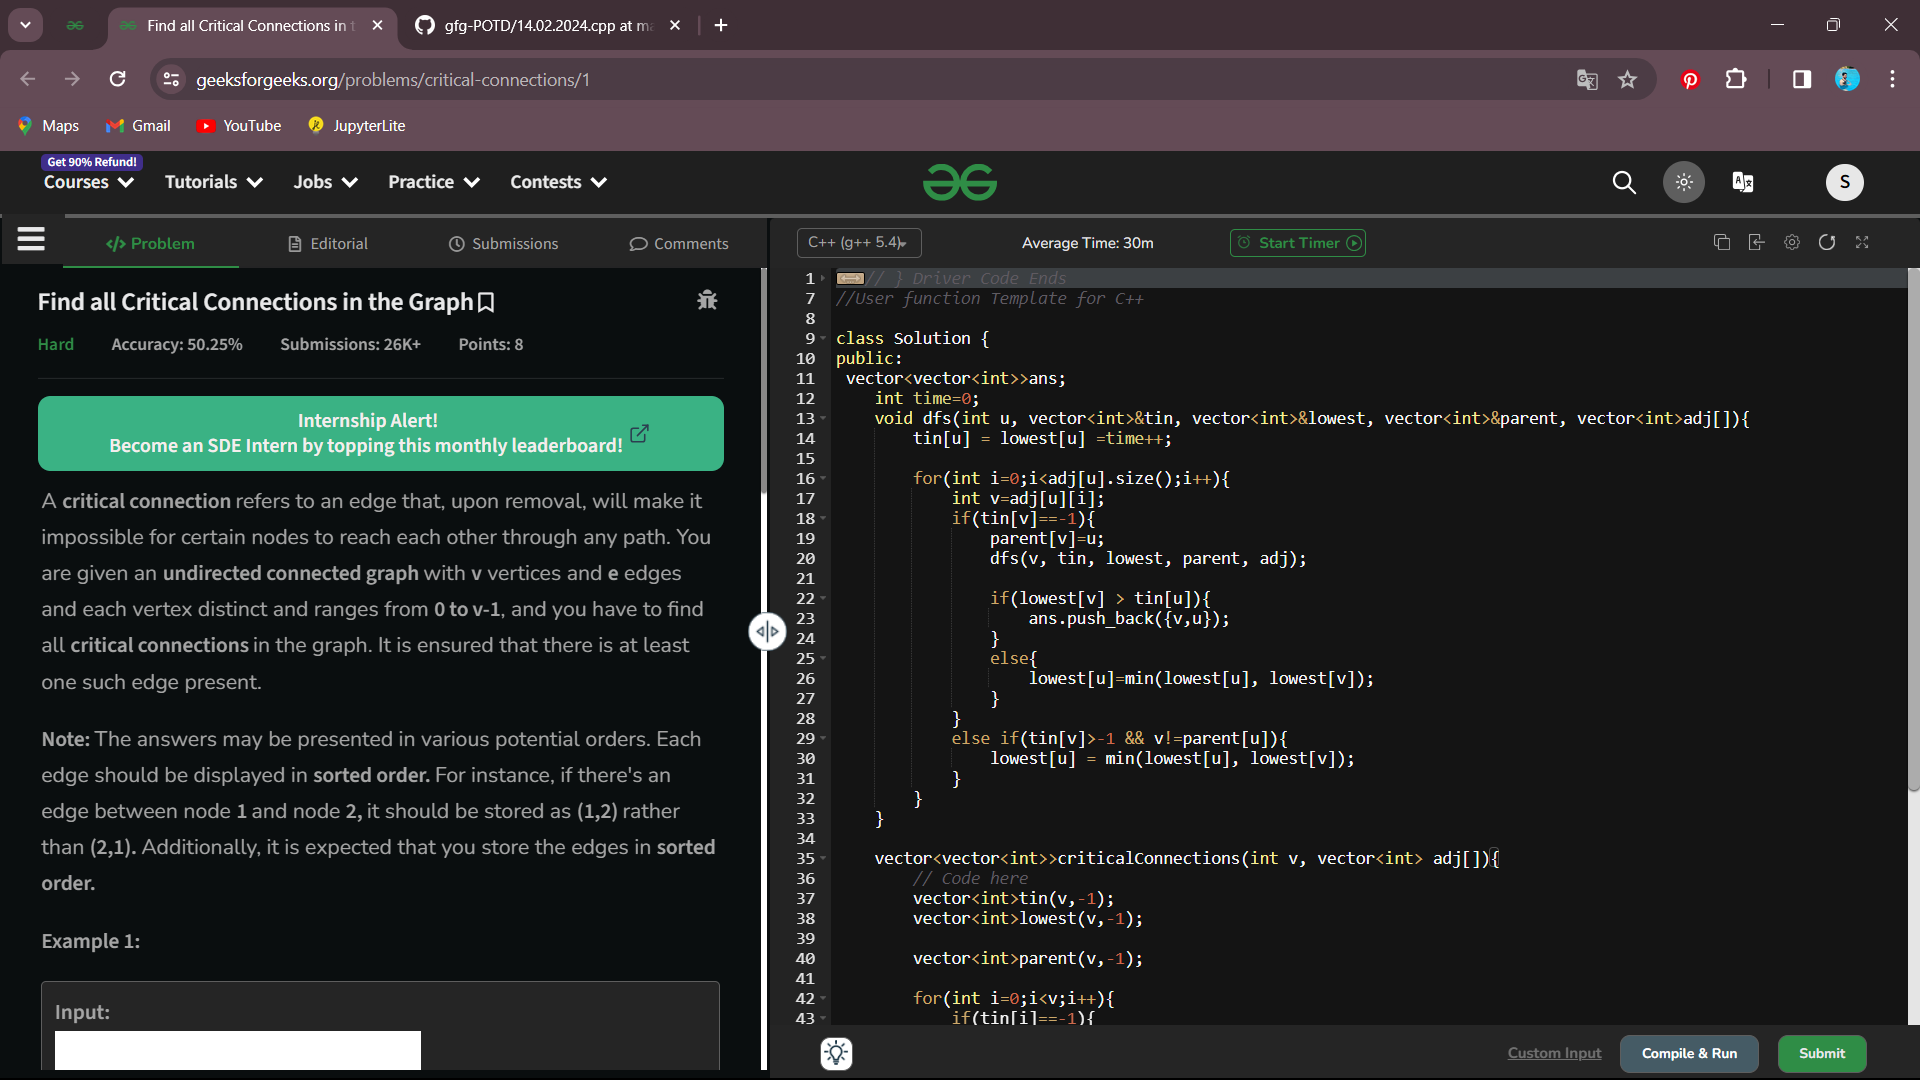 Find all Critical Connections in t
gfg-POTD/14.02.2024.cpp at ma
geeksforgeeks.org/problems/critical-connections/1
Maps
Gmail
YouTube
JupyterLite
Get 90% Refund!
Courses
Tutorials
Jobs
Practice
Contests
S
Problem
Editorial
Submissions
Comments
Find all Critical Connections in the Graph
Hard
Accuracy: 50.25%
Submissions: 26K+
Points: 8
Internship Alert!
Become an SDE Intern by topping this monthly leaderboard!
A critical connection refers to an edge that, upon removal, will make it
impossible for certain nodes to reach each other through any path. You
are given an undirected connected graph with v vertices and e edges
and each vertex distinct and ranges from 0 to v-1, and you have to find
all critical connections in the graph. It is ensured that there is at least
one such edge present.
Note: The answers may be presented in various potential orders. Each
edge should be displayed in sorted order. For instance, if there's an
edge between node 1 and node 2, it should be stored as (1,2) rather
than (2,1). Additionally, it is expected that you store the edges in sorted
order.
Example 1:
Input:
C++ (g++ 5.4)
Average Time: 30m
Start Timer
1 // } Driver Code Ends
7 //User function Template for C++
8
9 class Solution {
10 public:
11 vector<vector<int>>ans;
12 int time=0;
13 void dfs(int u, vector<int>&tin, vector<int>&lowest, vector<int>&parent, vector<int>adj[]){
14 tin[u] = lowest[u] =time++;
15
16 for(int i=0;i<adj[u].size();i++){
17 int v=adj[u][i];
18 if(tin[v]==-1){
19 parent[v]=u;
20 dfs(v, tin, lowest, parent, adj);
21
22 if(lowest[v] > tin[u]){
23 ans.push_back({v,u});
24 }
25 else{
26 lowest[u]=min(lowest[u], lowest[v]);
27 }
28 }
29 else if(tin[v]>-1 && v!=parent[u]){
30 lowest[u] = min(lowest[u], lowest[v]);
31 }
32 }
33 }
34
35 vector<vector<int>>criticalConnections(int v, vector<int> adj[]){
36 // Code here
37 vector<int>tin(v,-1);
38 vector<int>lowest(v,-1);
39
40 vector<int>parent(v,-1);
41
42 for(int i=0;i<v;i++){
43 if(tin[i]==-1){
Custom Input
Compile & Run
Submit